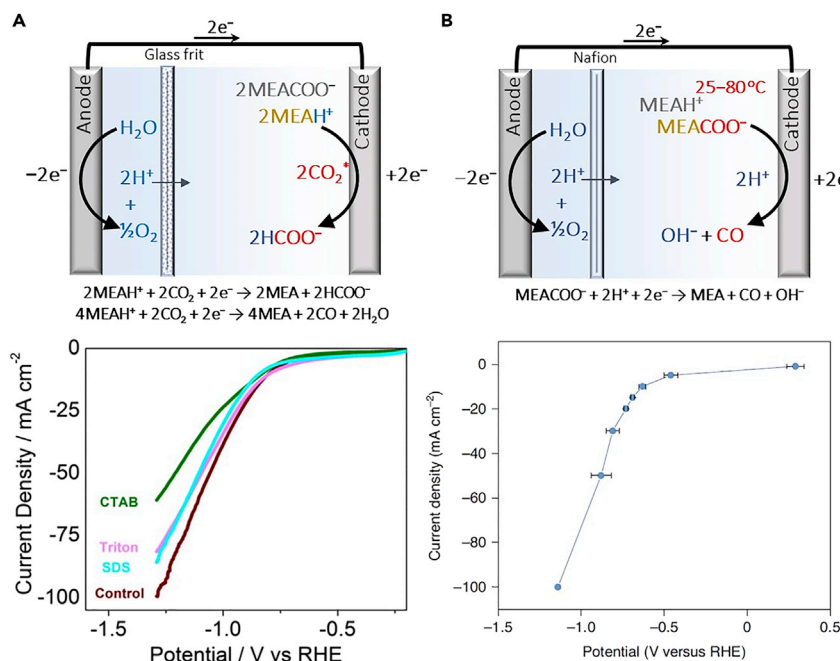 A
2e⁻
Glass frit
Anode
Cathode
2MEACOO⁻
2MEAH⁺
H₂O
−2e⁻
2H⁺
+
½O₂
2CO₂*
+2e⁻
2HCOO⁻
2MEAH⁺ + 2CO₂ + 2e⁻ → 2MEA + 2HCOO⁻
4MEAH⁺ + 2CO₂ + 2e⁻ → 4MEA + 2CO + 2H₂O
0
-25
-50
-75
-100
Current Density / mA cm⁻²
CTAB
Triton
SDS
Control
-1.5
-1.0
-0.5
Potential / V vs RHE
B
2e⁻
Nafion
Anode
Cathode
25–80°C
MEAH⁺
MEACOO⁻
H₂O
−2e⁻
2H⁺
+
½O₂
2H⁺
+2e
OH⁻ + CO
MEACOO⁻ + 2H⁺ + 2e⁻ → MEA + CO + OH⁻
0
−20
−40
−60
−80
−100
Current density (mA cm⁻²)
−1.5
−1.0
−0.5
0
0.5
Potential (V versus RHE)